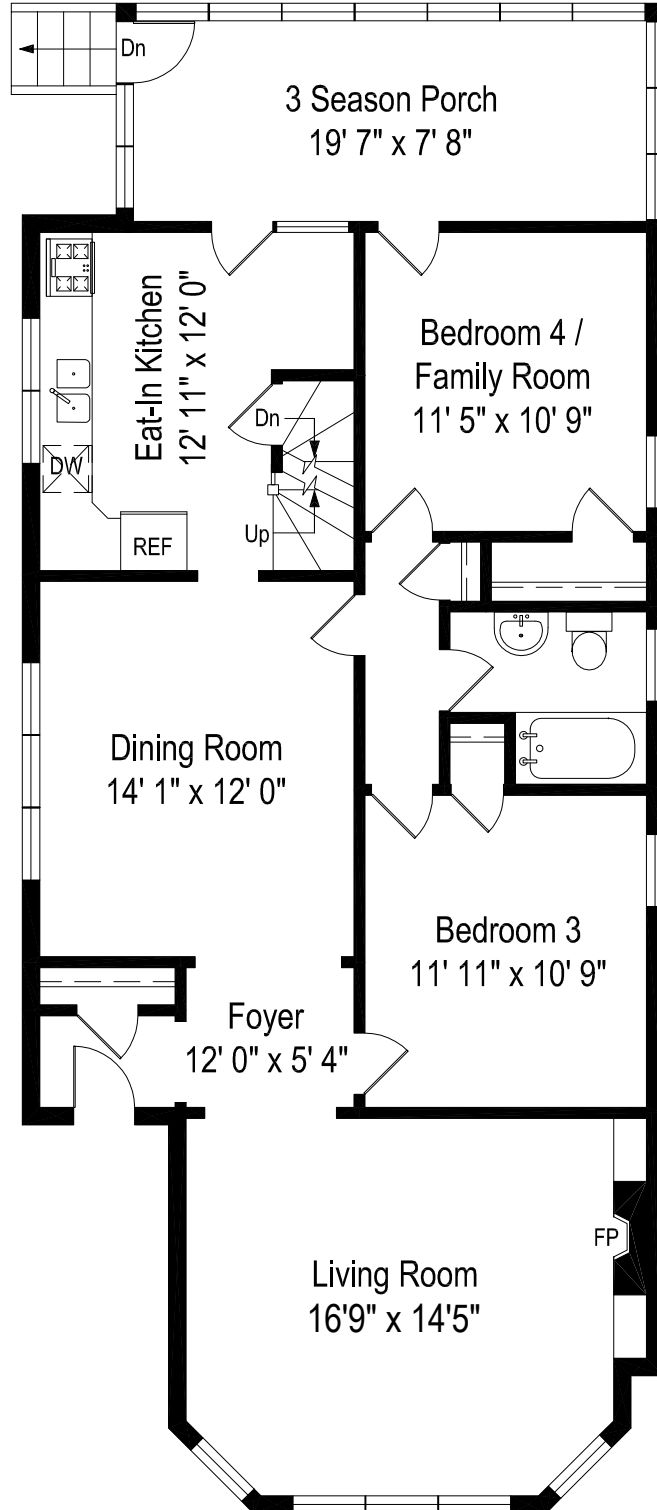 Dn
3 Season Porch
19' 7" x 7' 8"
Eat-In Kitchen
12' 11" x 12' 0"
Bedroom 4 /
Family Room
11' 5" x 10' 9"
Dn
DW
Up
REF
Dining Room
14' 1" x 12' 0"
Bedroom 3
11' 11" x 10' 9"
Foyer
12' 0" x 5' 4"
FP
Living Room
16'9" x 14'5"